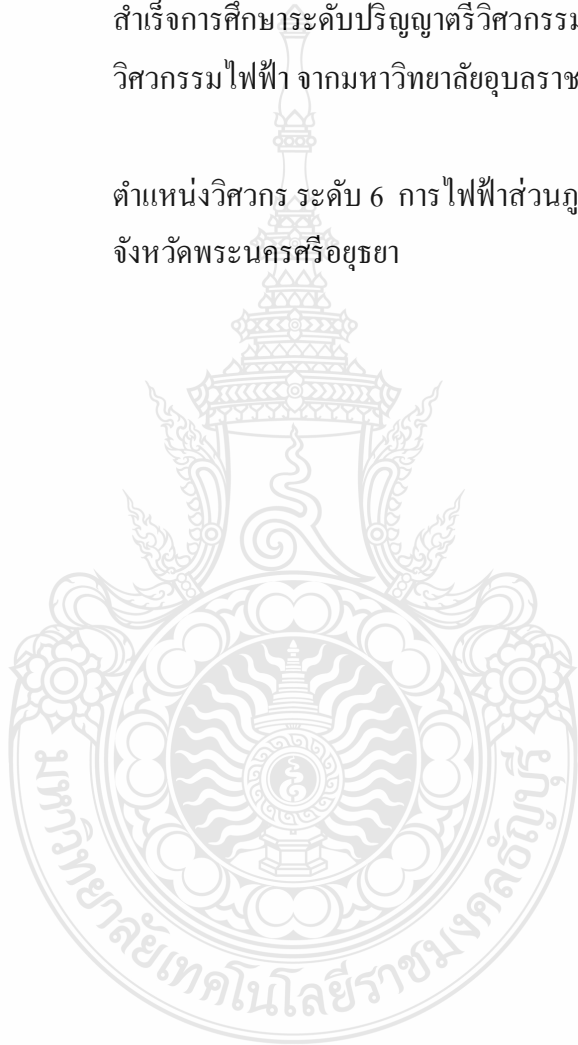 สำเร็จการศึกษาระดับปริญญาตรีวิศวกรรม
วิศวกรรมไฟฟ้า จากมหาวิทยาลัยอุบลราช
ตำแหน่งวิศวกร ระดับ 6 การไฟฟ้าส่วนภู
จังหวัดพระนครศรีอยุธยา
มหาวิทยาลัยเทคโนโลยีราชมงคลธัญบุรี